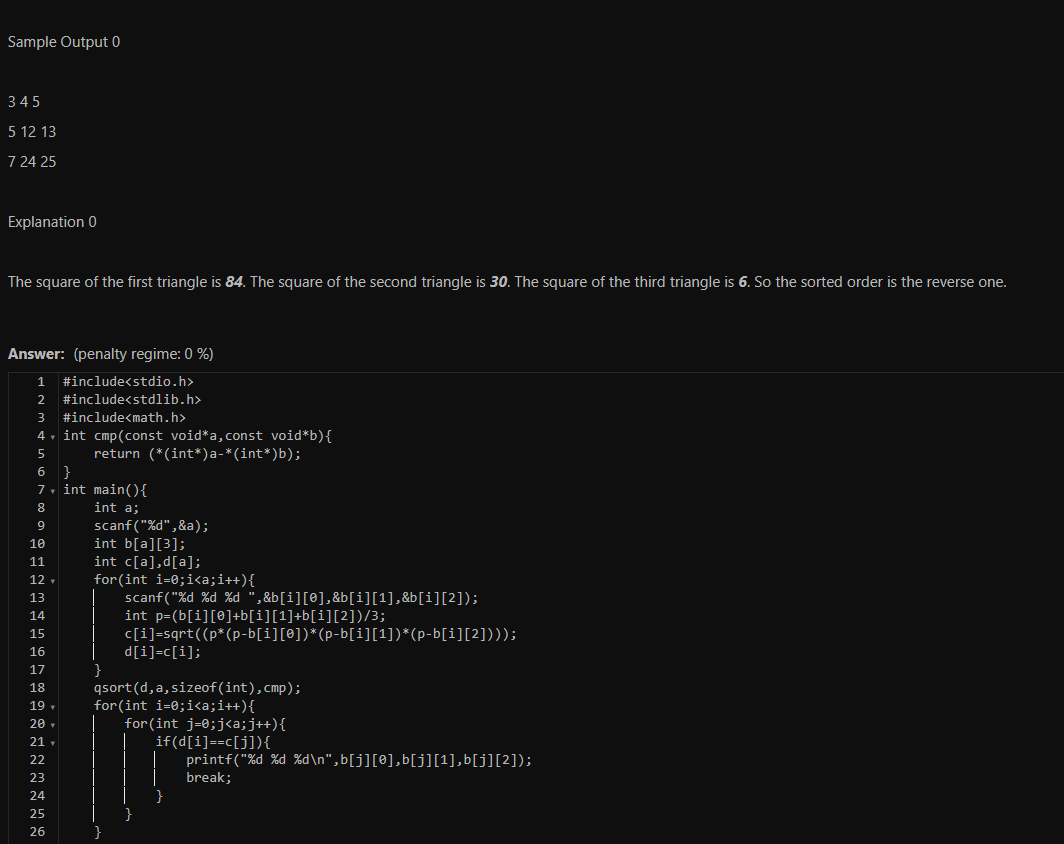 Sample Output 0
3 4 5
5 12 13
7 24 25
Explanation 0
The square of the first triangle is 84. The square of the second triangle is 30. The square of the third triangle is 6. So the sorted order is the reverse one.
Answer: (penalty regime: 0 %)
1 #include<stdio.h>
2 #include<stdlib.h>
3 #include<math.h>
4 int cmp(const void*a,const void*b){
5     return (*(int*)a-*(int*)b);
6 }
7 int main(){
8     int a;
9     scanf("%d",&a);
10     int b[a][3];
11     int c[a],d[a];
12     for(int i=0;i<a;i++){
13         scanf("%d %d %d ",&b[i][0],&b[i][1],&b[i][2]);
14         int p=(b[i][0]+b[i][1]+b[i][2])/3;
15         c[i]=sqrt((p*(p-b[i][0])*(p-b[i][1])*(p-b[i][2])));
16         d[i]=c[i];
17     }
18     qsort(d,a,sizeof(int),cmp);
19     for(int i=0;i<a;i++){
20         for(int j=0;j<a;j++){
21             if(d[i]==c[j]){
22                 printf("%d %d %d\n",b[j][0],b[j][1],b[j][2]);
23                 break;
24             }
25         }
26     }